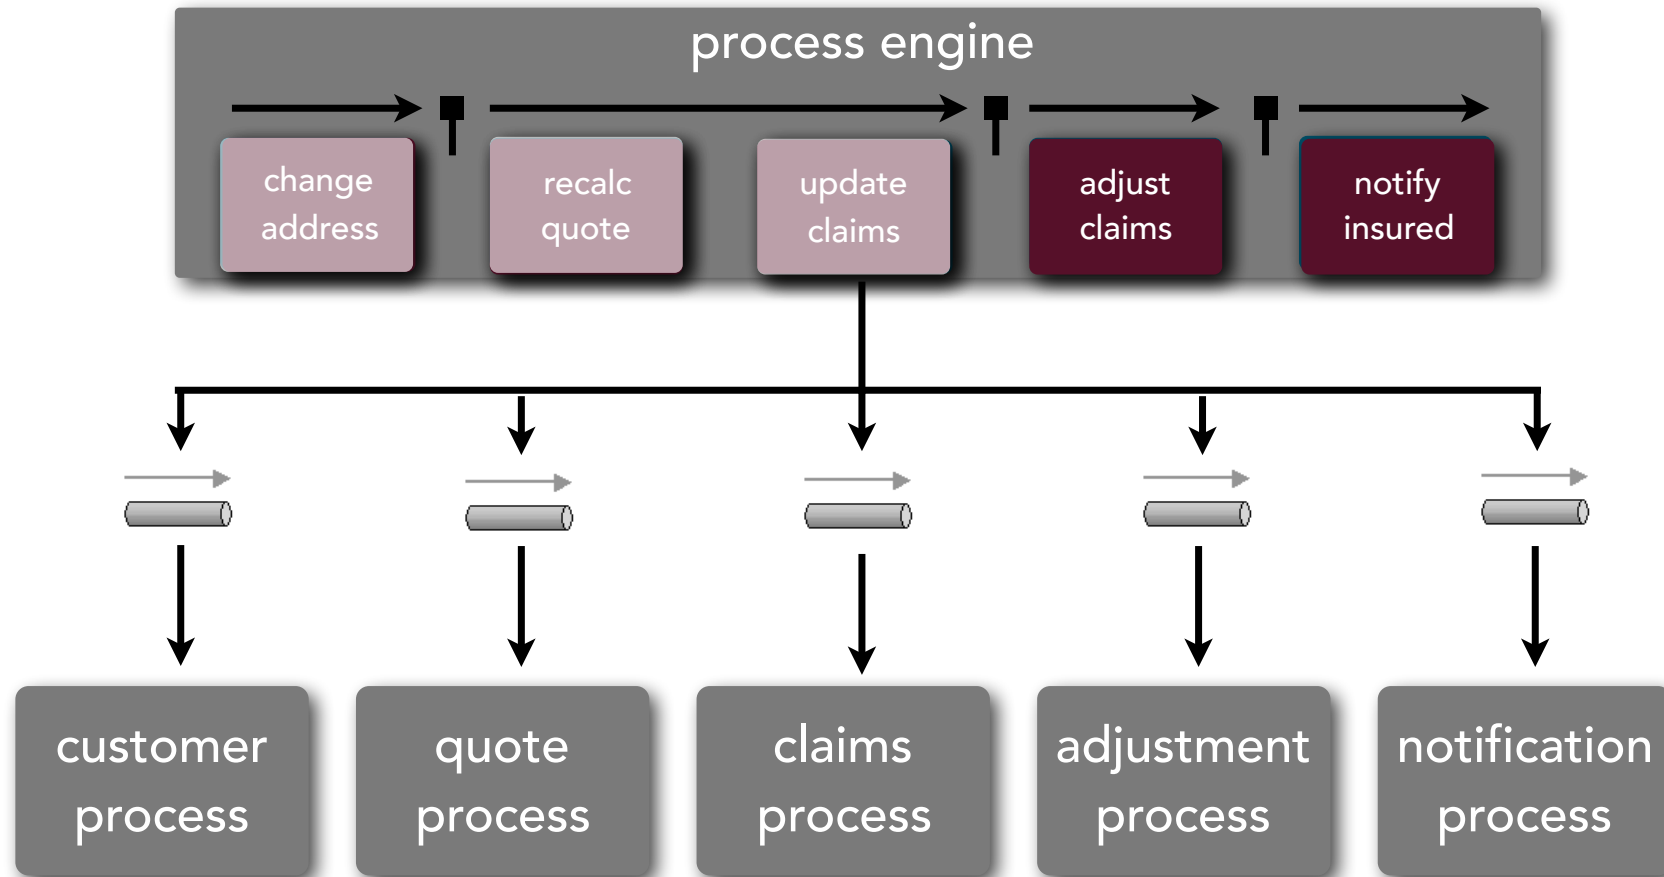 process engine
change
address
recalc
quote
update
claims
adjust
claims
notify
insured
customer
process
quote
process
claims
process
adjustment
process
notification
process